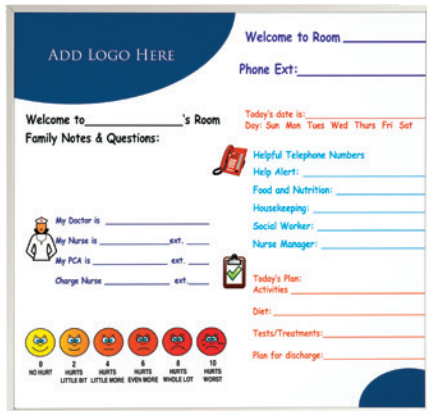 ADD LOGO HERE
Welcome to Room
Phone Ext:
Welcome to 's Room
Family Notes & Questions:
Today's date is:
Day: Sun Mon Tues Wed Thurs Fri Sat
Helpful Telephone Numbers
Help Alert:
Food and Nutrition:
Housekeeping:
Social Worker:
Nurse Manager:
My Doctor is
My Nurse is ext.
My PCA is ext.
Charge Nurse ext.
Today's Plan:
Activities
Diet:
Tests/Treatments:
Plan for discharge:
0 2 4 6 8 10
NO HURT HURTS HURTS HURTS HURTS HURTS
LITTLE BIT LITTLE MORE EVEN MORE WHOLE LOT WORST